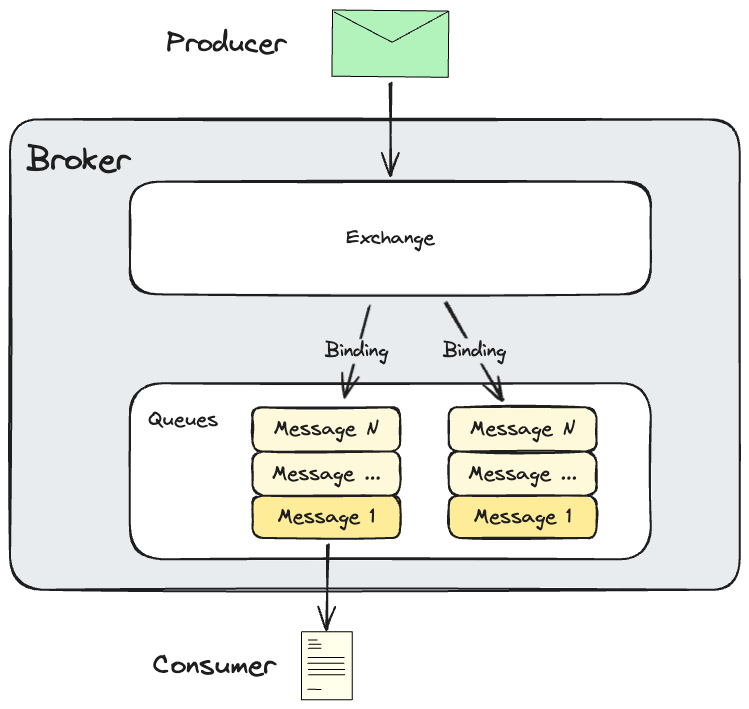 Producer
Broker
Exchange
Binding Binding
Queues
Message N Message N
Message ... Message ...
Message 1 Message 1
Consumer